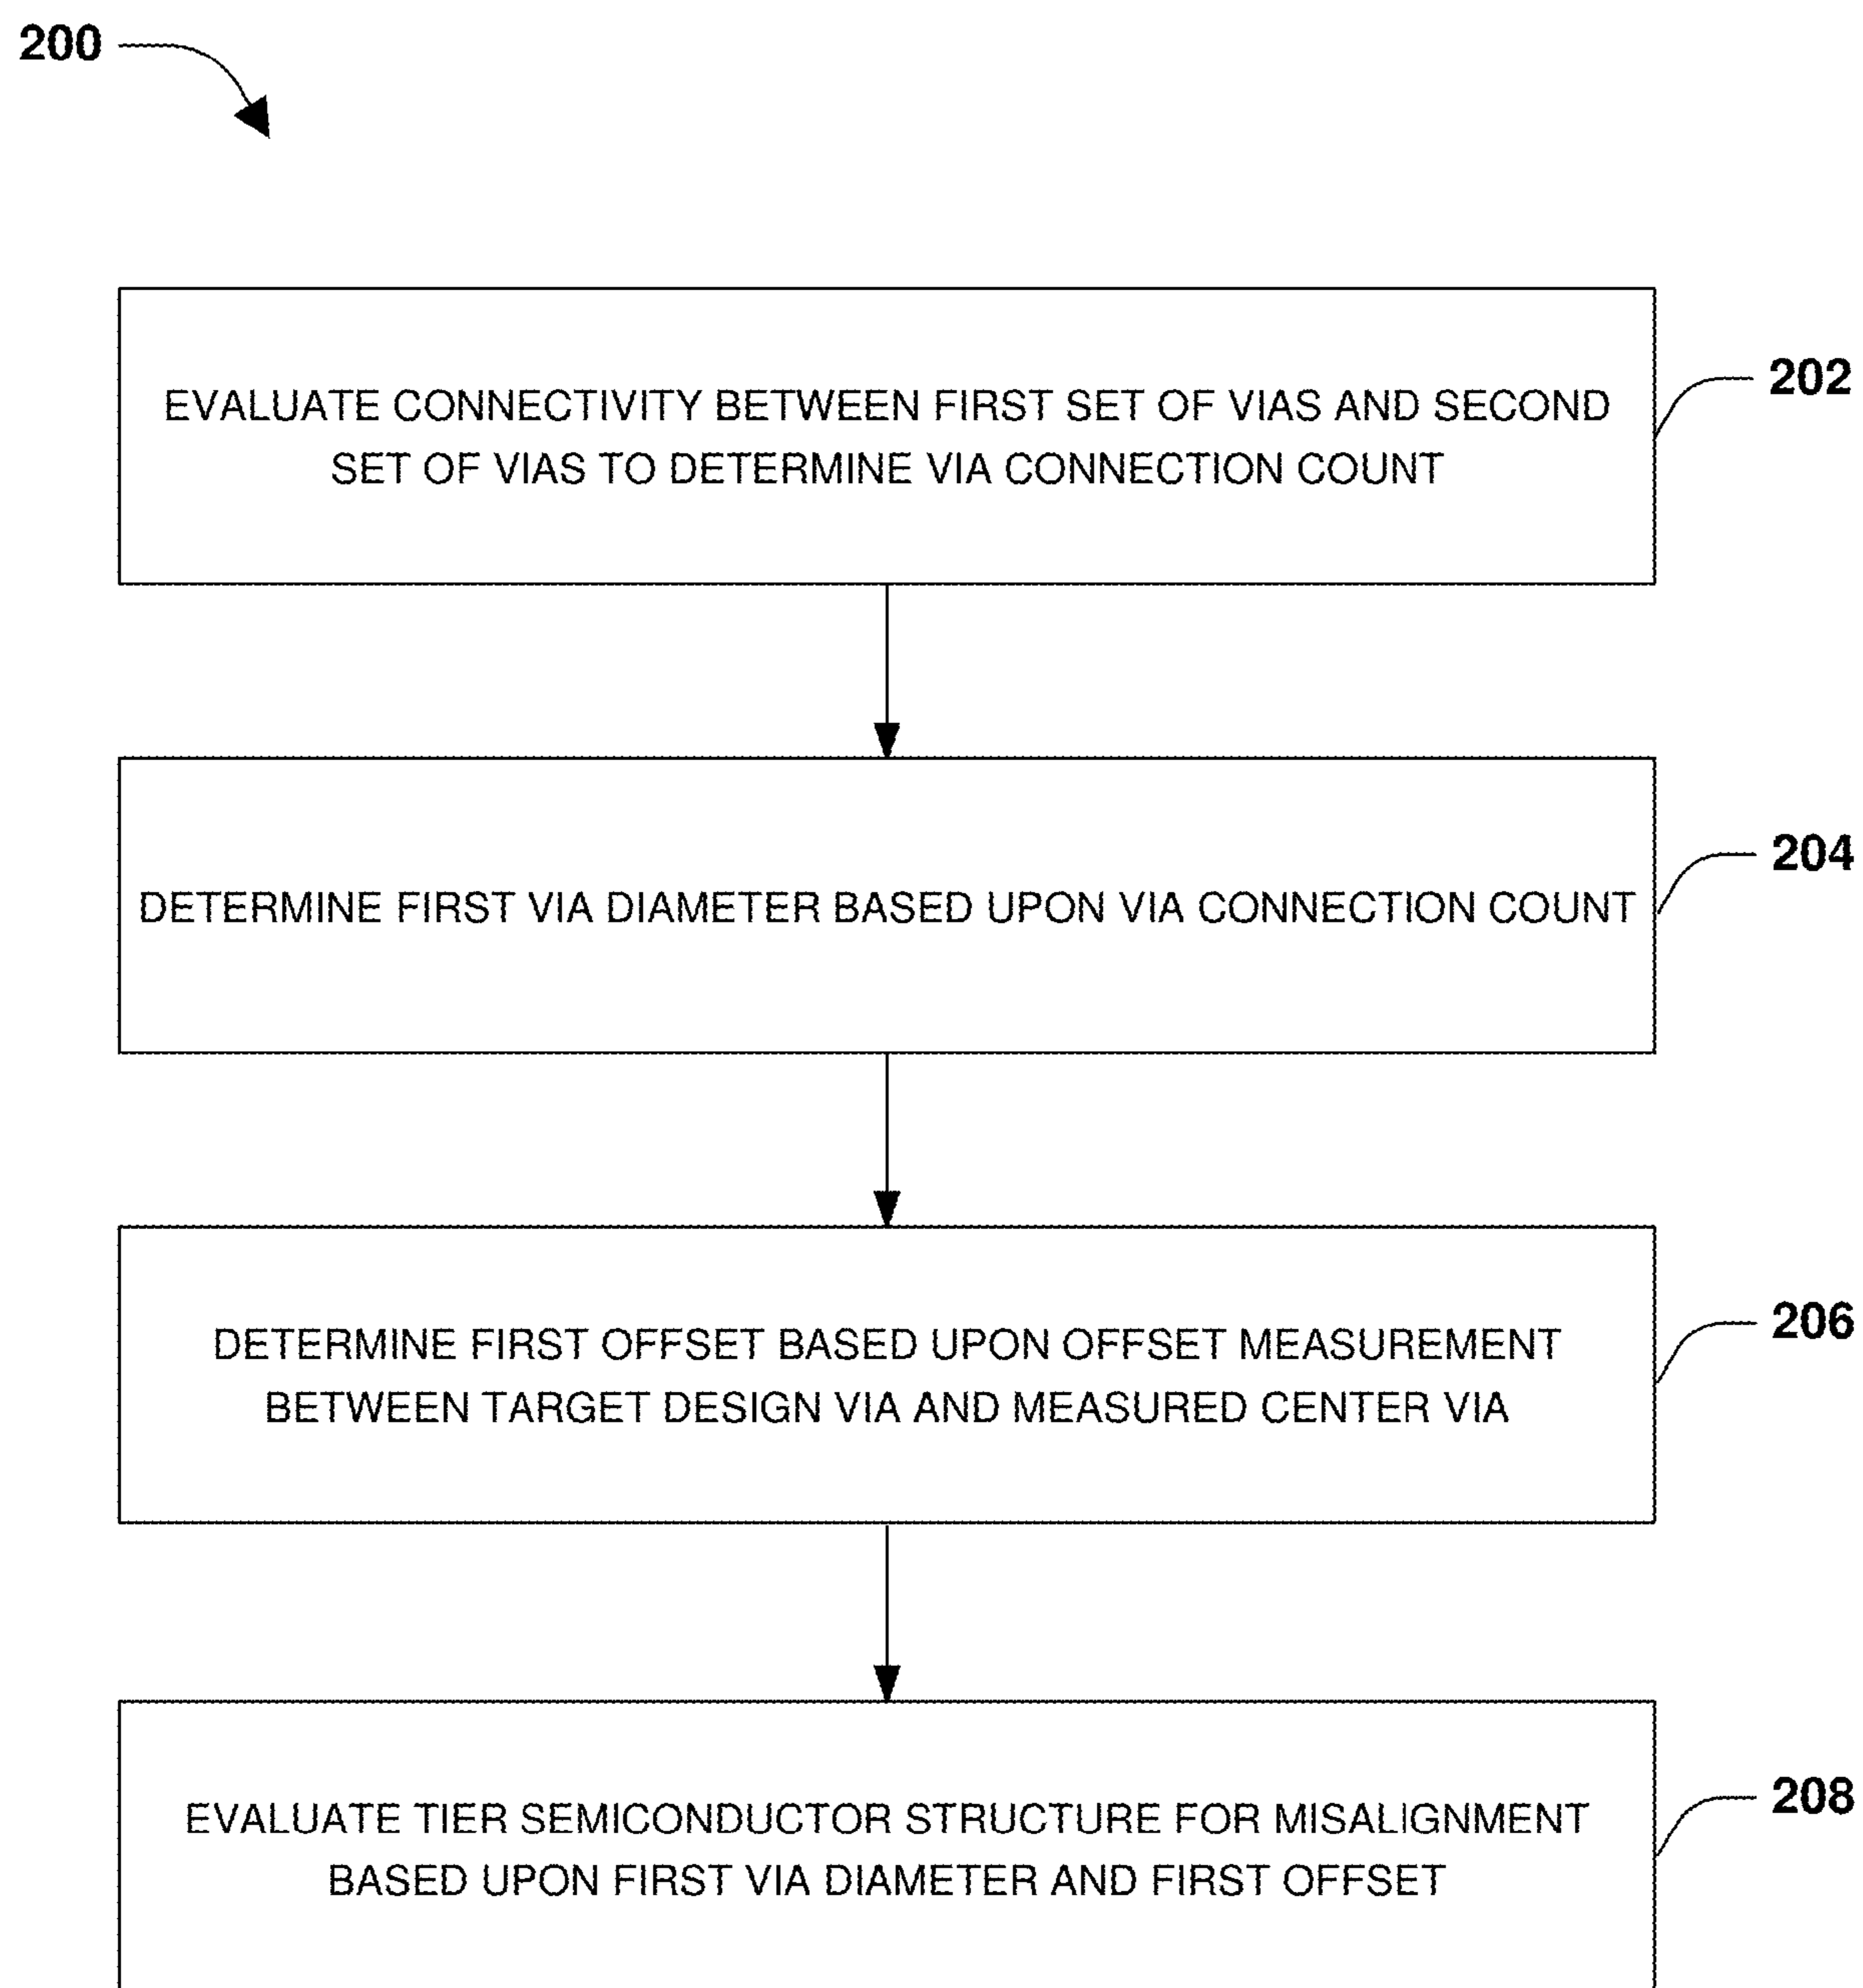 200
EVALUATE CONNECTIVITY BETWEEN FIRST SET OF VIAS AND SECOND
SET OF VIAS TO DETERMINE VIA CONNECTION COUNT
202
DETERMINE FIRST VIA DIAMETER BASED UPON VIA CONNECTION COUNT
204
DETERMINE FIRST OFFSET BASED UPON OFFSET MEASUREMENT
BETWEEN TARGET DESIGN VIA AND MEASURED CENTER VIA
206
EVALUATE TIER SEMICONDUCTOR STRUCTURE FOR MISALIGNMENT
BASED UPON FIRST VIA DIAMETER AND FIRST OFFSET
208